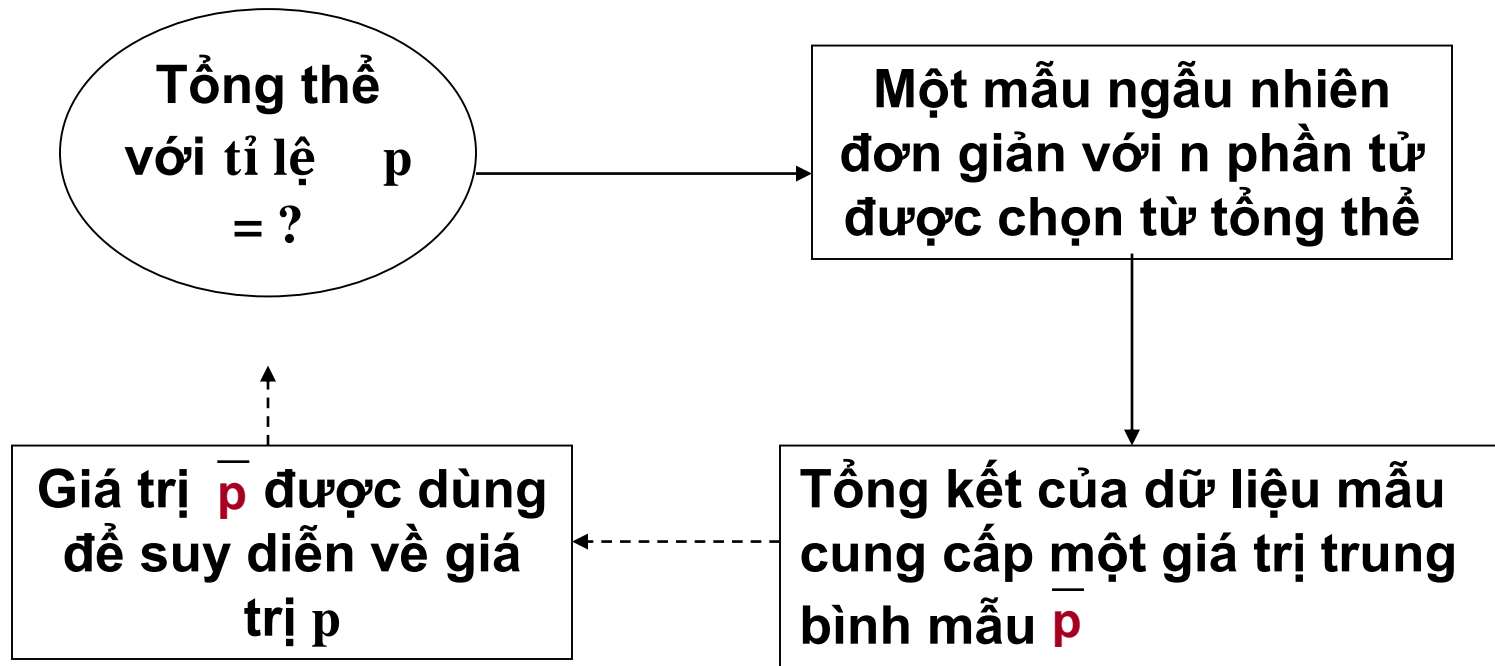 Tổng thể
với tỉ lệ p
= ?
Một mẫu ngẫu nhiên
đơn giản với n phần tử
được chọn từ tổng thể
Giá trị p̅ được dùng
để suy diễn về giá
trị p
Tổng kết của dữ liệu mẫu
cung cấp một giá trị trung
bình mẫu p̅